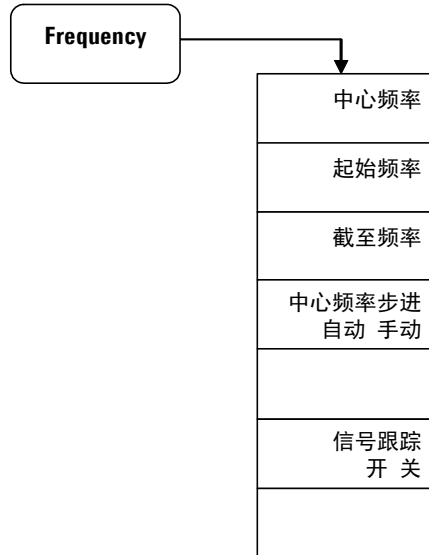 Frequency
中心频率
起始频率
截至频率
中心频率步进
自动 手动
信号跟踪
开 关